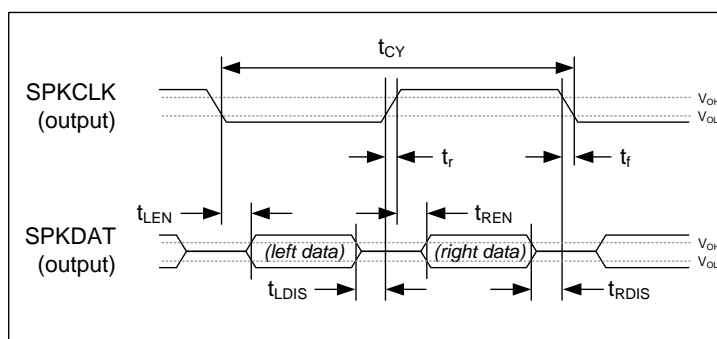 tCY
SPKCLK
(output)
VOH
VOL
tr
tf
tLEN
tREN
SPKDAT
(output)
(left data)
(right data)
VOH
VOL
tLDIS
tRDIS